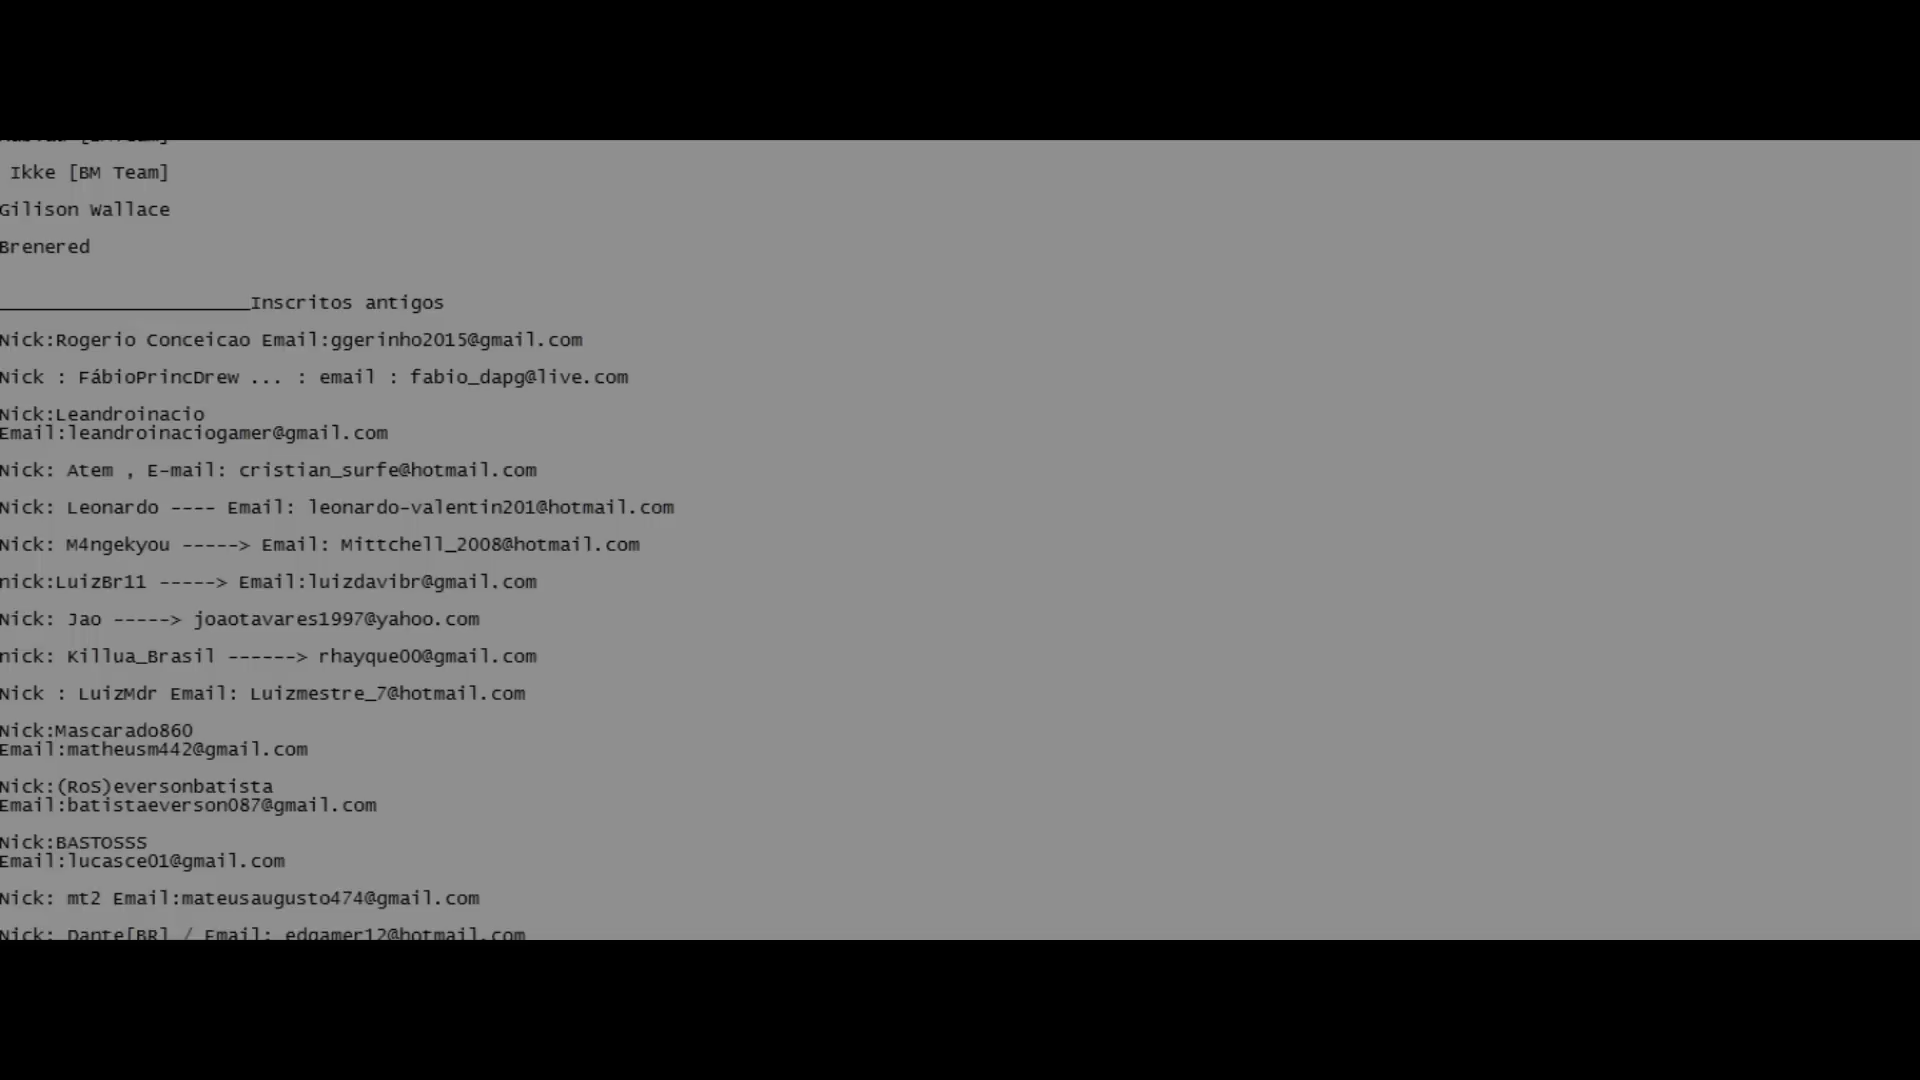 Ikke [BM Team]
Gilison Wallace
Brenered
______________________Inscritos antigos
Nick:Rogerio Conceicao Email:ggerinho2015@gmail.com
Nick : FábioPrincDrew ... : email : fabio_dapg@live.com
Nick:Leandroinacio
Email:leandroinaciogamer@gmail.com
Nick: Atem , E-mail: cristian_surfe@hotmail.com
Nick: Leonardo ---- Email: leonardo-valentin201@hotmail.com
Nick: M4ngekyou -----> Email: Mittchell_2008@hotmail.com
nick:LuizBr11 -----> Email:luizdavibr@gmail.com
Nick: Jao -----> joaotavares1997@yahoo.com
nick: Killua_Brasil ------> rhayque00@gmail.com
Nick : LuizMdr Email: Luizmestre_7@hotmail.com
Nick:Mascarado860
Email:matheusm442@gmail.com
Nick:(RoS)eversonbatista
Email:batistaeverson087@gmail.com
Nick:BASTOSSS
Email:lucasce01@gmail.com
Nick: mt2 Email:mateusaugusto474@gmail.com
Nick: Dante[BR] / Email: edgamer12@hotmail.com